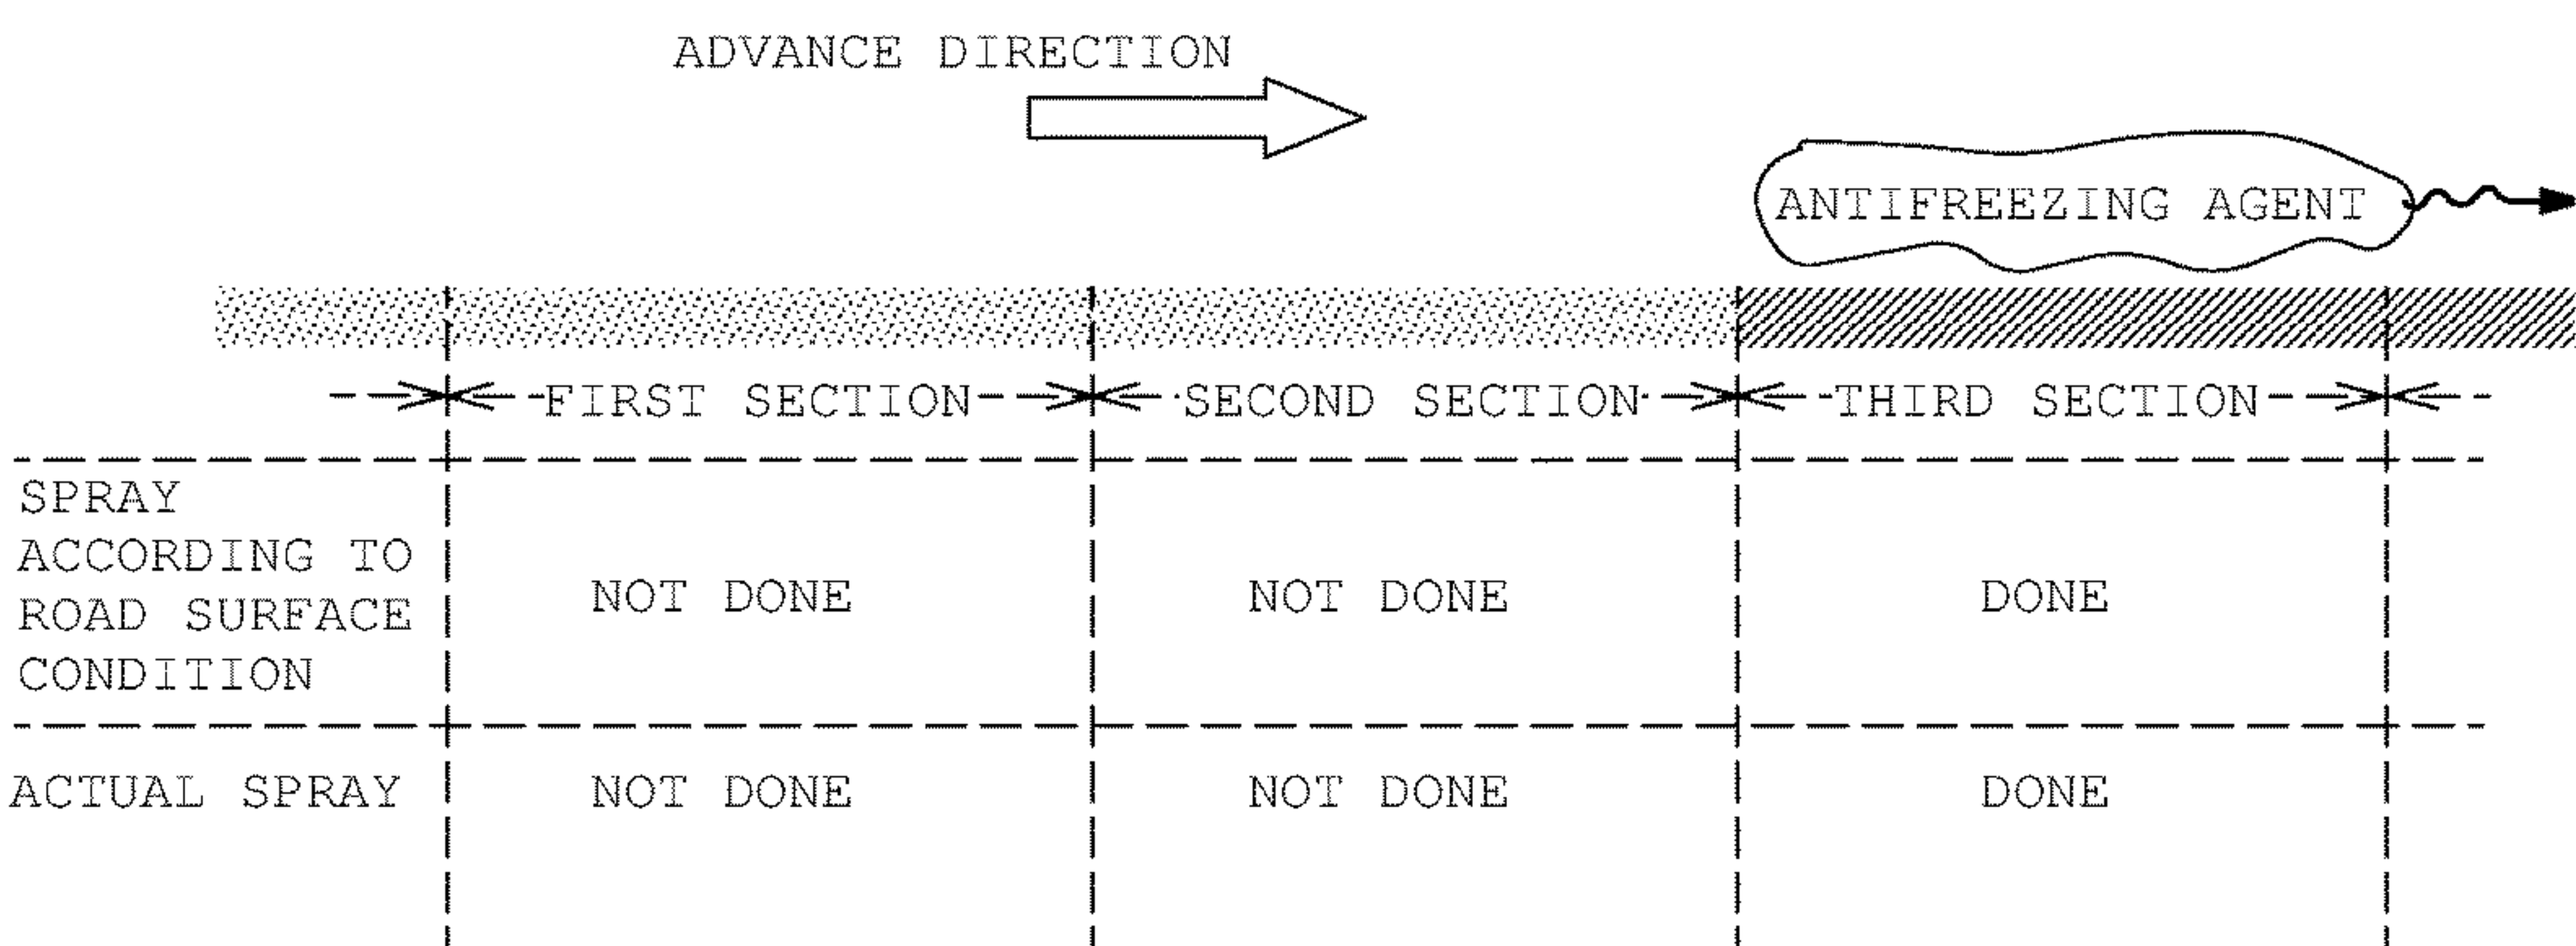 ADVANCE DIRECTION
ANTIFREEZING AGENT
FIRST SECTION
SECOND SECTION
THIRD SECTION
SPRAY
ACCORDING TO
ROAD SURFACE
CONDITION
NOT DONE
NOT DONE
DONE
ACTUAL SPRAY
NOT DONE
NOT DONE
DONE